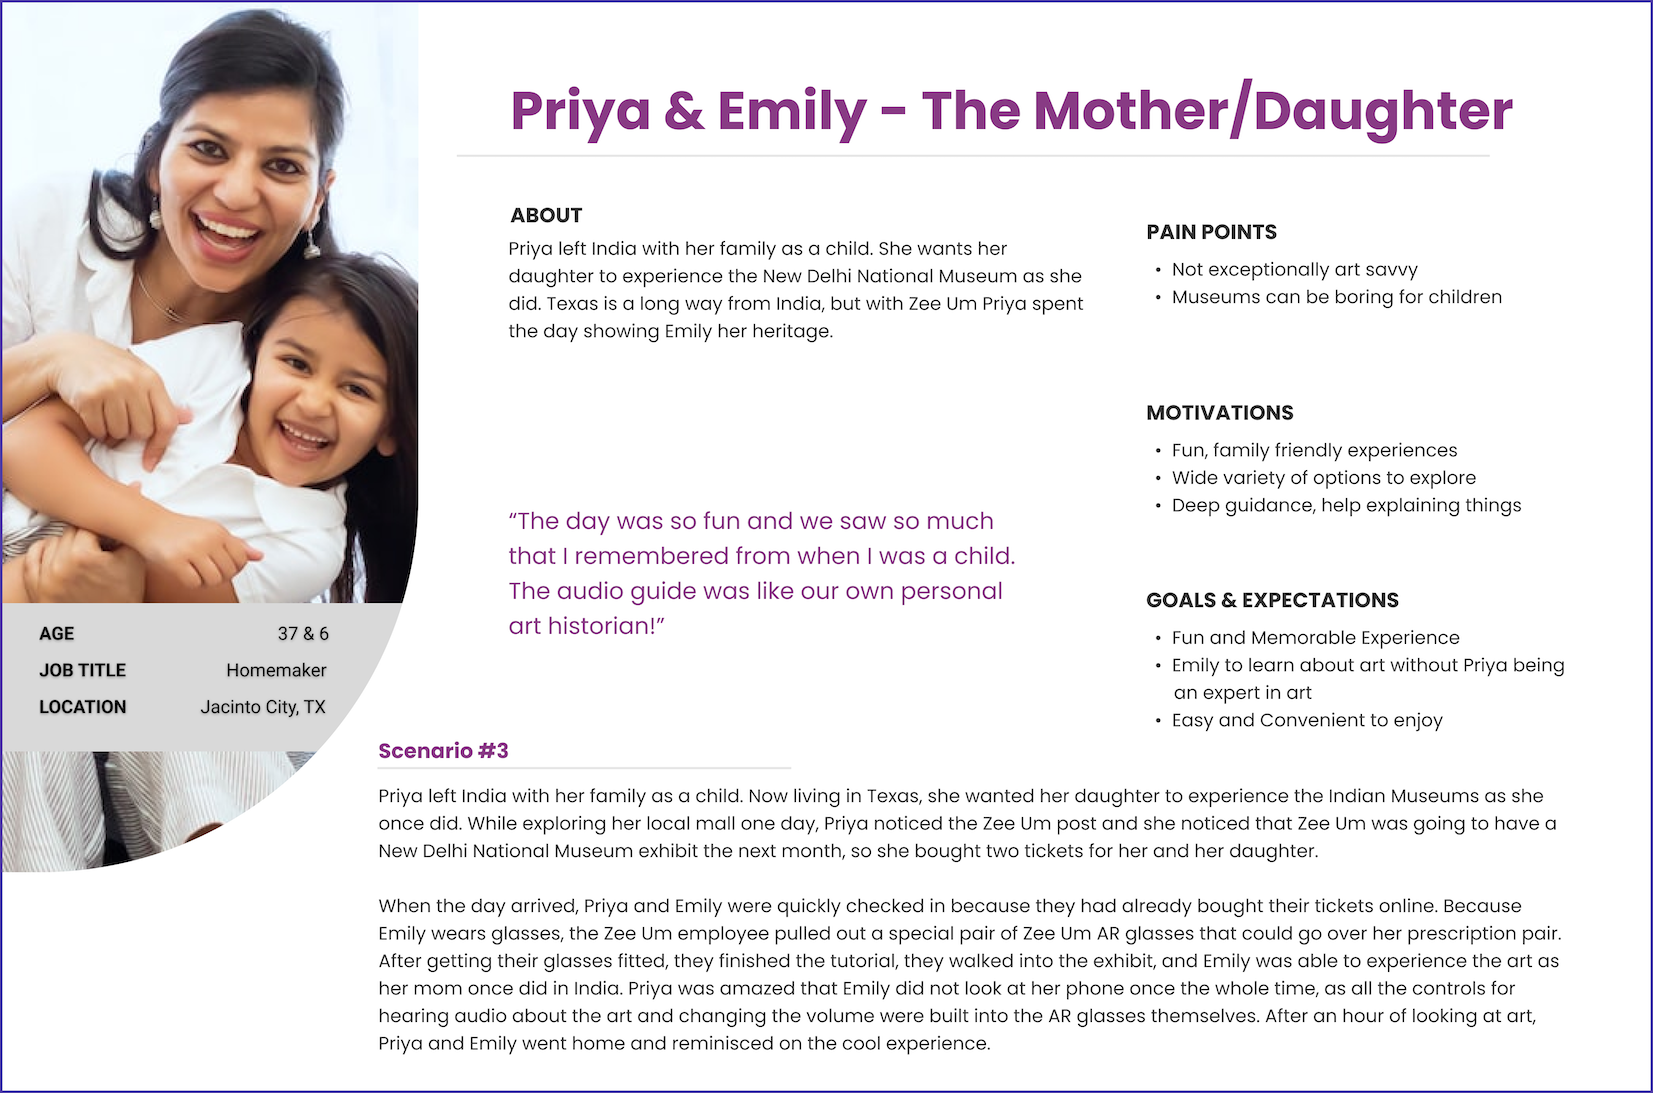 Priya & Emily - The Mother/Daughter
ABOUT
Priya left India with her family as a child. She wants her
daughter to experience the New Delhi National Museum as she
did. Texas is a long way from India, but with Zee Um Priya spent
the day showing Emily her heritage.
“The day was so fun and we saw so much
that I remembered from when I was a child.
The audio guide was like our own personal
art historian!”
PAIN POINTS
• Not exceptionally art savvy
• Museums can be boring for children
MOTIVATIONS
• Fun, family friendly experiences
• Wide variety of options to explore
• Deep guidance, help explaining things
GOALS & EXPECTATIONS
• Fun and Memorable Experience
• Emily to learn about art without Priya being
an expert in art
• Easy and Convenient to enjoy
AGE 37 & 6
JOB TITLE Homemaker
LOCATION Jacinto City, TX
Scenario #3
Priya left India with her family as a child. Now living in Texas, she wanted her daughter to experience the Indian Museums as she
once did. While exploring her local mall one day, Priya noticed the Zee Um post and she noticed that Zee Um was going to have a
New Delhi National Museum exhibit the next month, so she bought two tickets for her and her daughter.
When the day arrived, Priya and Emily were quickly checked in because they had already bought their tickets online. Because
Emily wears glasses, the Zee Um employee pulled out a special pair of Zee Um AR glasses that could go over her prescription pair.
After getting their glasses fitted, they finished the tutorial, they walked into the exhibit, and Emily was able to experience the art as
her mom once did in India. Priya was amazed that Emily did not look at her phone once the whole time, as all the controls for
hearing audio about the art and changing the volume were built into the AR glasses themselves. After an hour of looking at art,
Priya and Emily went home and reminisced on the cool experience.